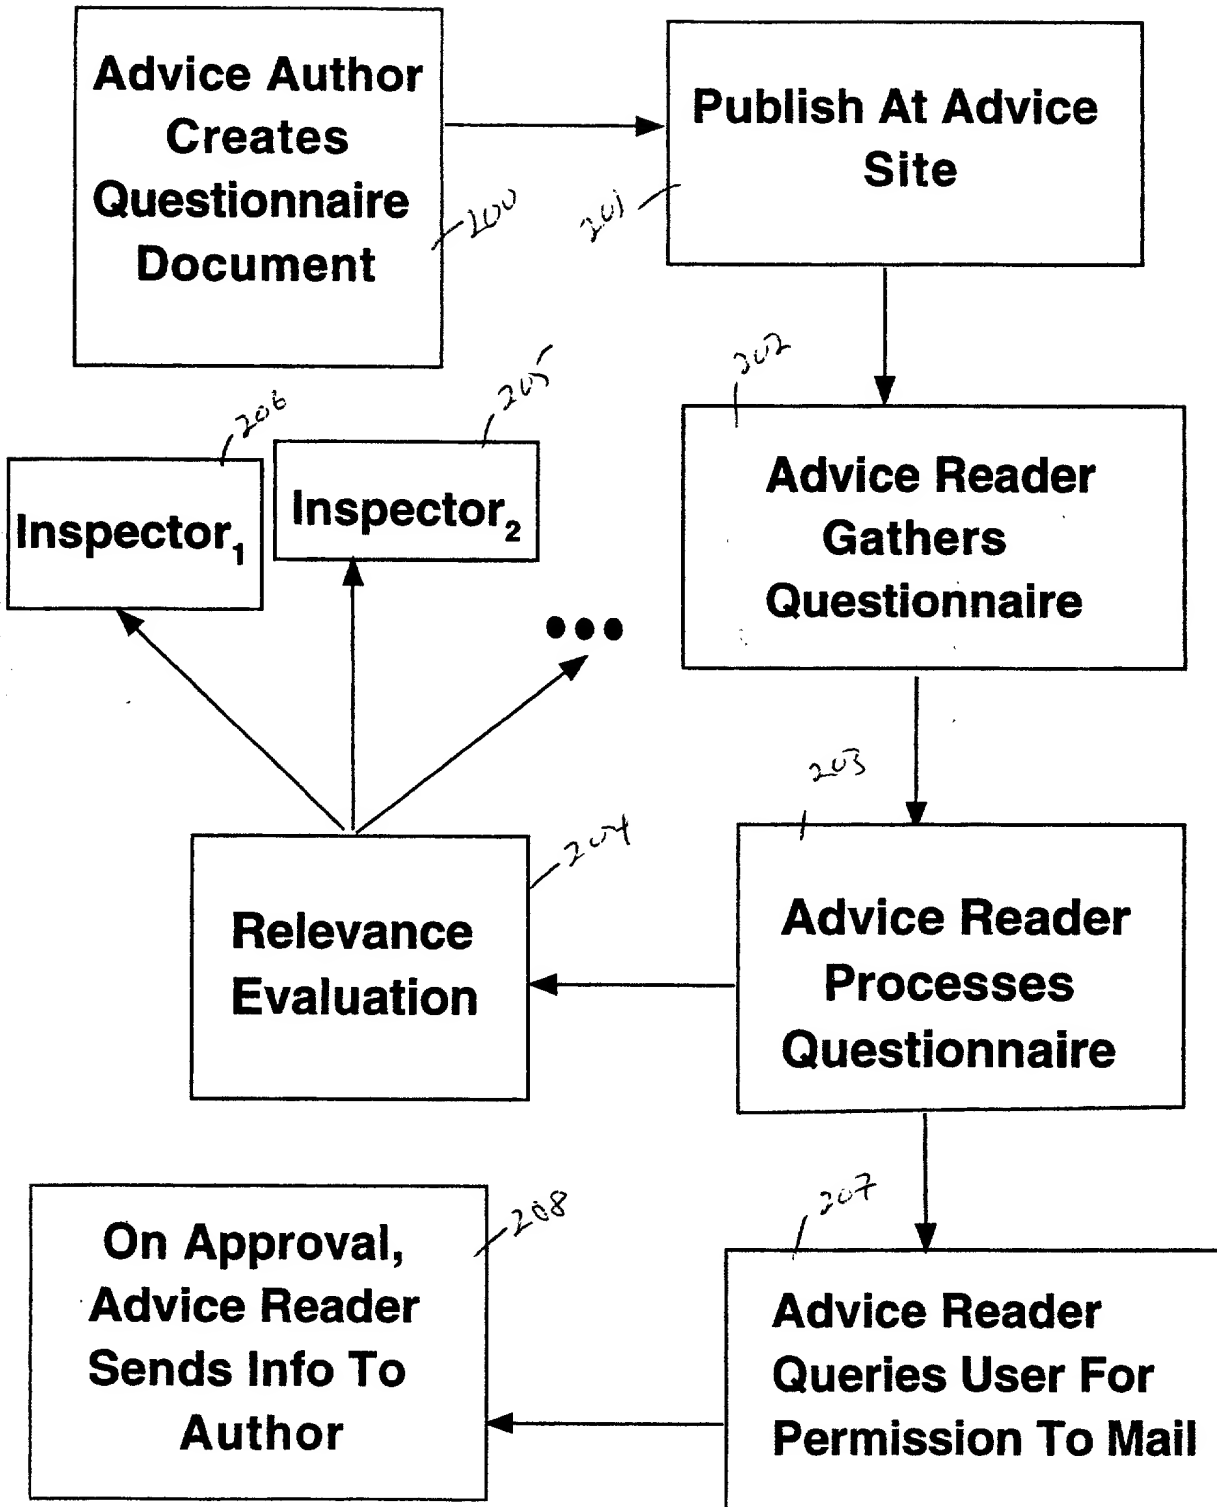 Advice Author
Creates
Questionnaire
Document
200
Publish At Advice
Site
201
202
Advice Reader
Gathers
Questionnaire
206
Inspector1
205
Inspector2
•••
203
Advice Reader
Processes
Questionnaire
204
Relevance
Evaluation
207
Advice Reader
Queries User For
Permission To Mail
208
On Approval,
Advice Reader
Sends Info To
Author